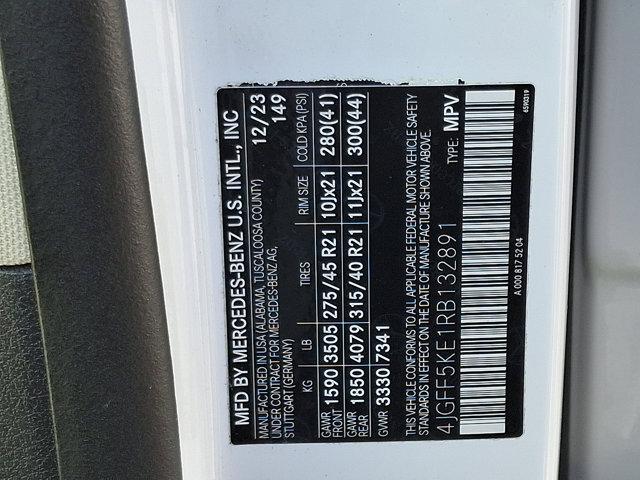 MFD BY MERCEDES-BENZ U.S. INTL., INC
MANUFACTURED IN USA (ALABAMA, TUSCALOOSA COUNTY) 12/23
UNDER CONTRACT FOR MERCEDES-BENZ AG, 149
STUTTGART (GERMANY)
KG LB TIRES RIM SIZE COLD KPA(PSI)
GAWR FRONT 1590 3505 275/45 R21 10Jx21 280(41)
GAWR REAR 1850 4079 315/40 R21 11Jx21 300(44)
GVWR 3330 7341
THIS VEHICLE CONFORMS TO ALL APPLICABLE FEDERAL MOTOR VEHICLE SAFETY
STANDARDS IN EFFECT ON THE DATE OF MANUFACTURE SHOWN ABOVE.
4JGFF5KE1RB132891 TYPE: MPV
A 000 817 52 04
6590319